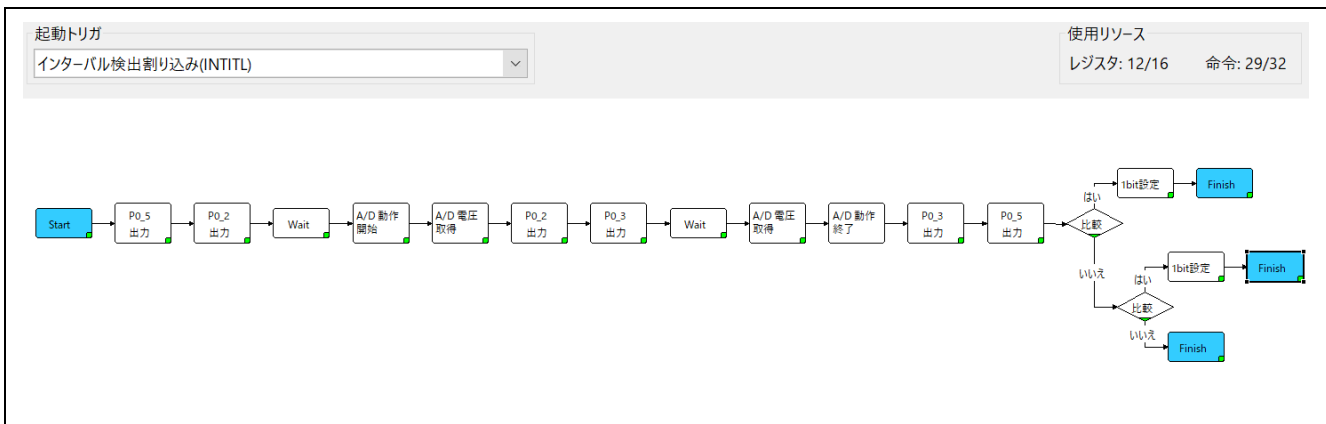 起動トリガ
インターバル検出割り込み(INTITL)
使用リソース
レジスタ: 12/16 命令: 29/32
Start
P0_5
出力
P0_2
出力
Wait
A/D 動作
開始
A/D 電圧
取得
P0_2
出力
P0_3
出力
Wait
A/D 電圧
取得
A/D 動作
終了
P0_3
出力
P0_5
出力
比較
はい
1bit設定
Finish
いいえ
比較
はい
1bit設定
Finish
いいえ
Finish